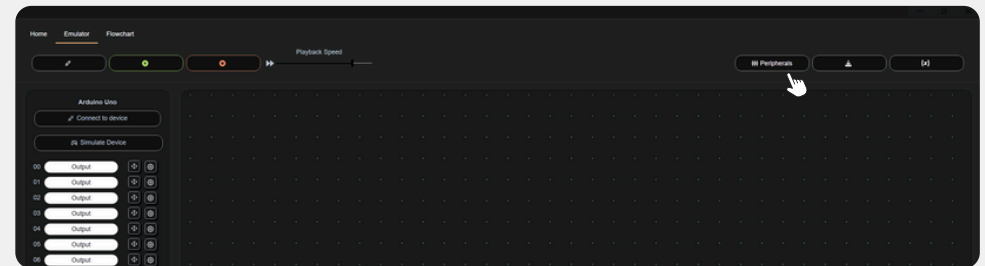 Home Emulator Flowchart
Playback Speed
Peripherals
[x]
Arduino Uno
Connect to device
Simulate Device
00 Output
01 Output
02 Output
03 Output
04 Output
05 Output
06 Output